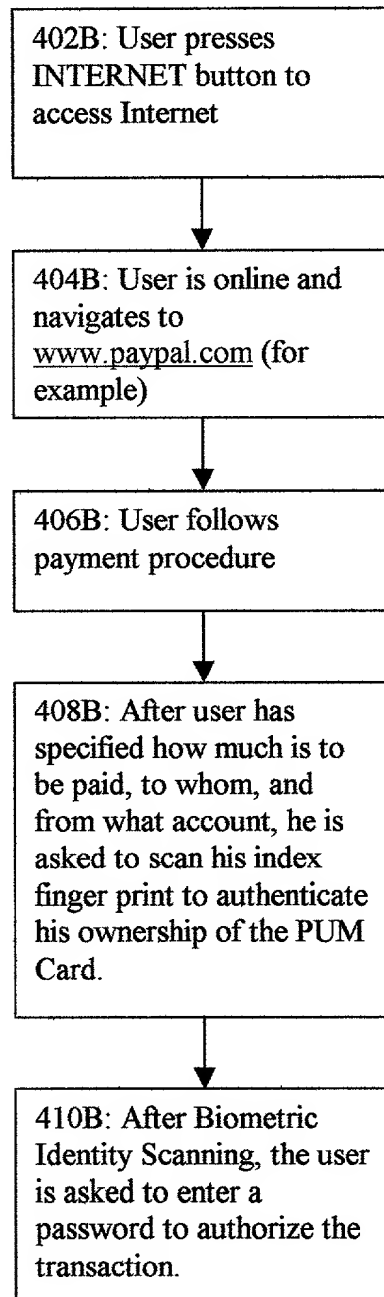 402B: User presses
INTERNET button to
access Internet
404B: User is online and
navigates to
www.paypal.com (for
example)
406B: User follows
payment procedure
408B: After user has
specified how much is to
be paid, to whom, and
from what account, he is
asked to scan his index
finger print to authenticate
his ownership of the PUM
Card.
410B: After Biometric
Identity Scanning, the user
is asked to enter a
password to authorize the
transaction.